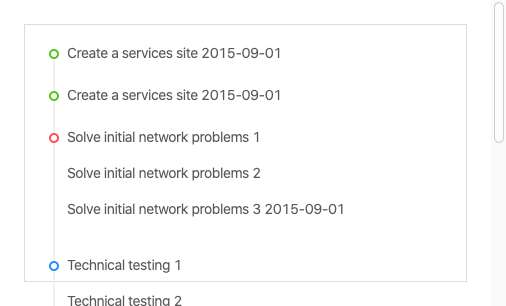 Create a services site 2015-09-01
Create a services site 2015-09-01
Solve initial network problems 1
Solve initial network problems 2
Solve initial network problems 3 2015-09-01
Technical testing 1
Technical testing 2